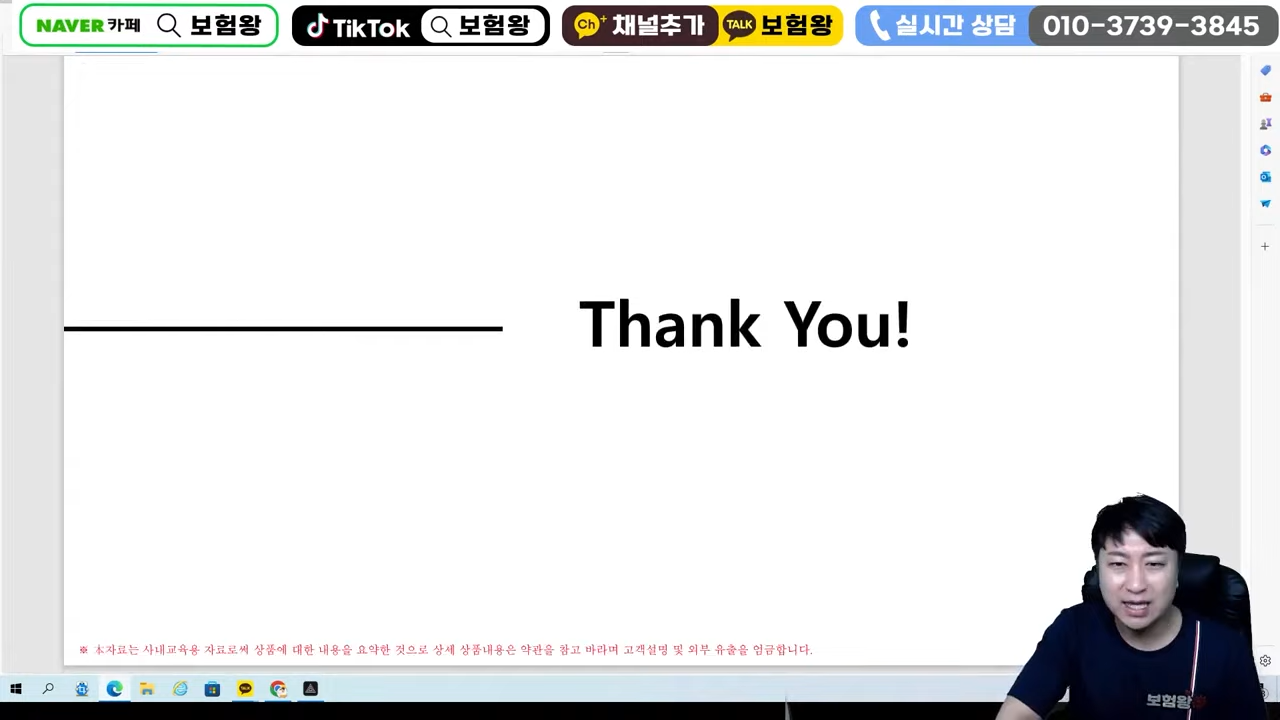 NAVER 카페 보험왕 TikTok 보험왕 Ch+ 채널추가 TALK 보험왕 실시간 상담 010-3739-3845
Thank You!
※ 本자료는 사내교육용 자료로써 상품에 대한 내용을 요약한 것으로 상세 상품내용은 약관을 참고 바라며 고객설명 및 외부 유출을 엄금합니다.
TALK
보험왕